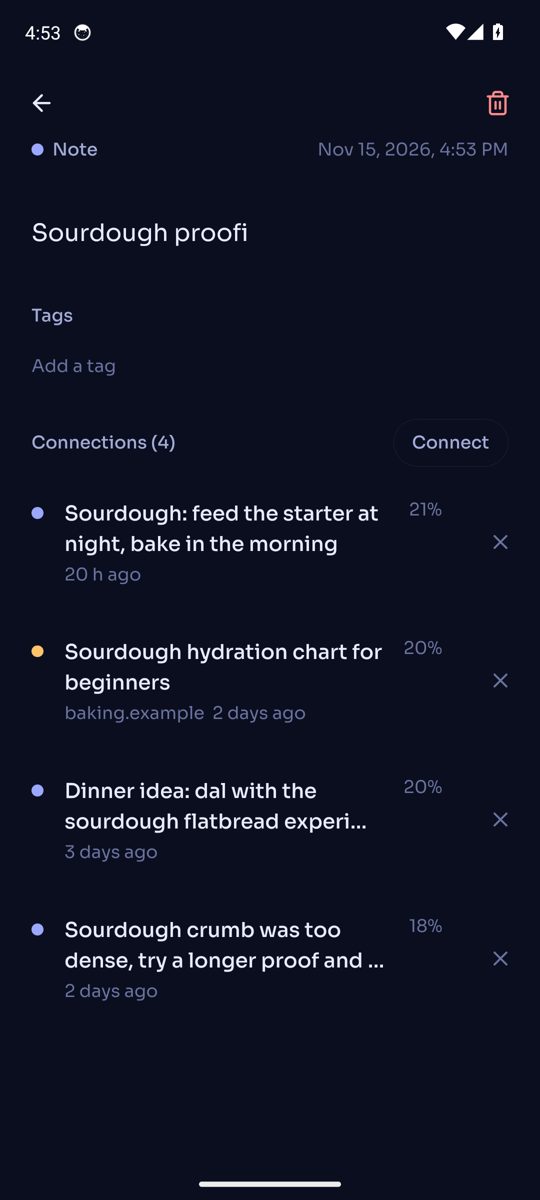 4:53
Note
Nov 15, 2026, 4:53 PM
Sourdough proofi
Tags
Add a tag
Connections (4)
Connect
Sourdough: feed the starter at
21%
night, bake in the morning
20 h ago
Sourdough hydration chart for
20%
beginners
baking.example 2 days ago
Dinner idea: dal with the
20%
sourdough flatbread experi...
3 days ago
Sourdough crumb was too
18%
dense, try a longer proof and ...
2 days ago